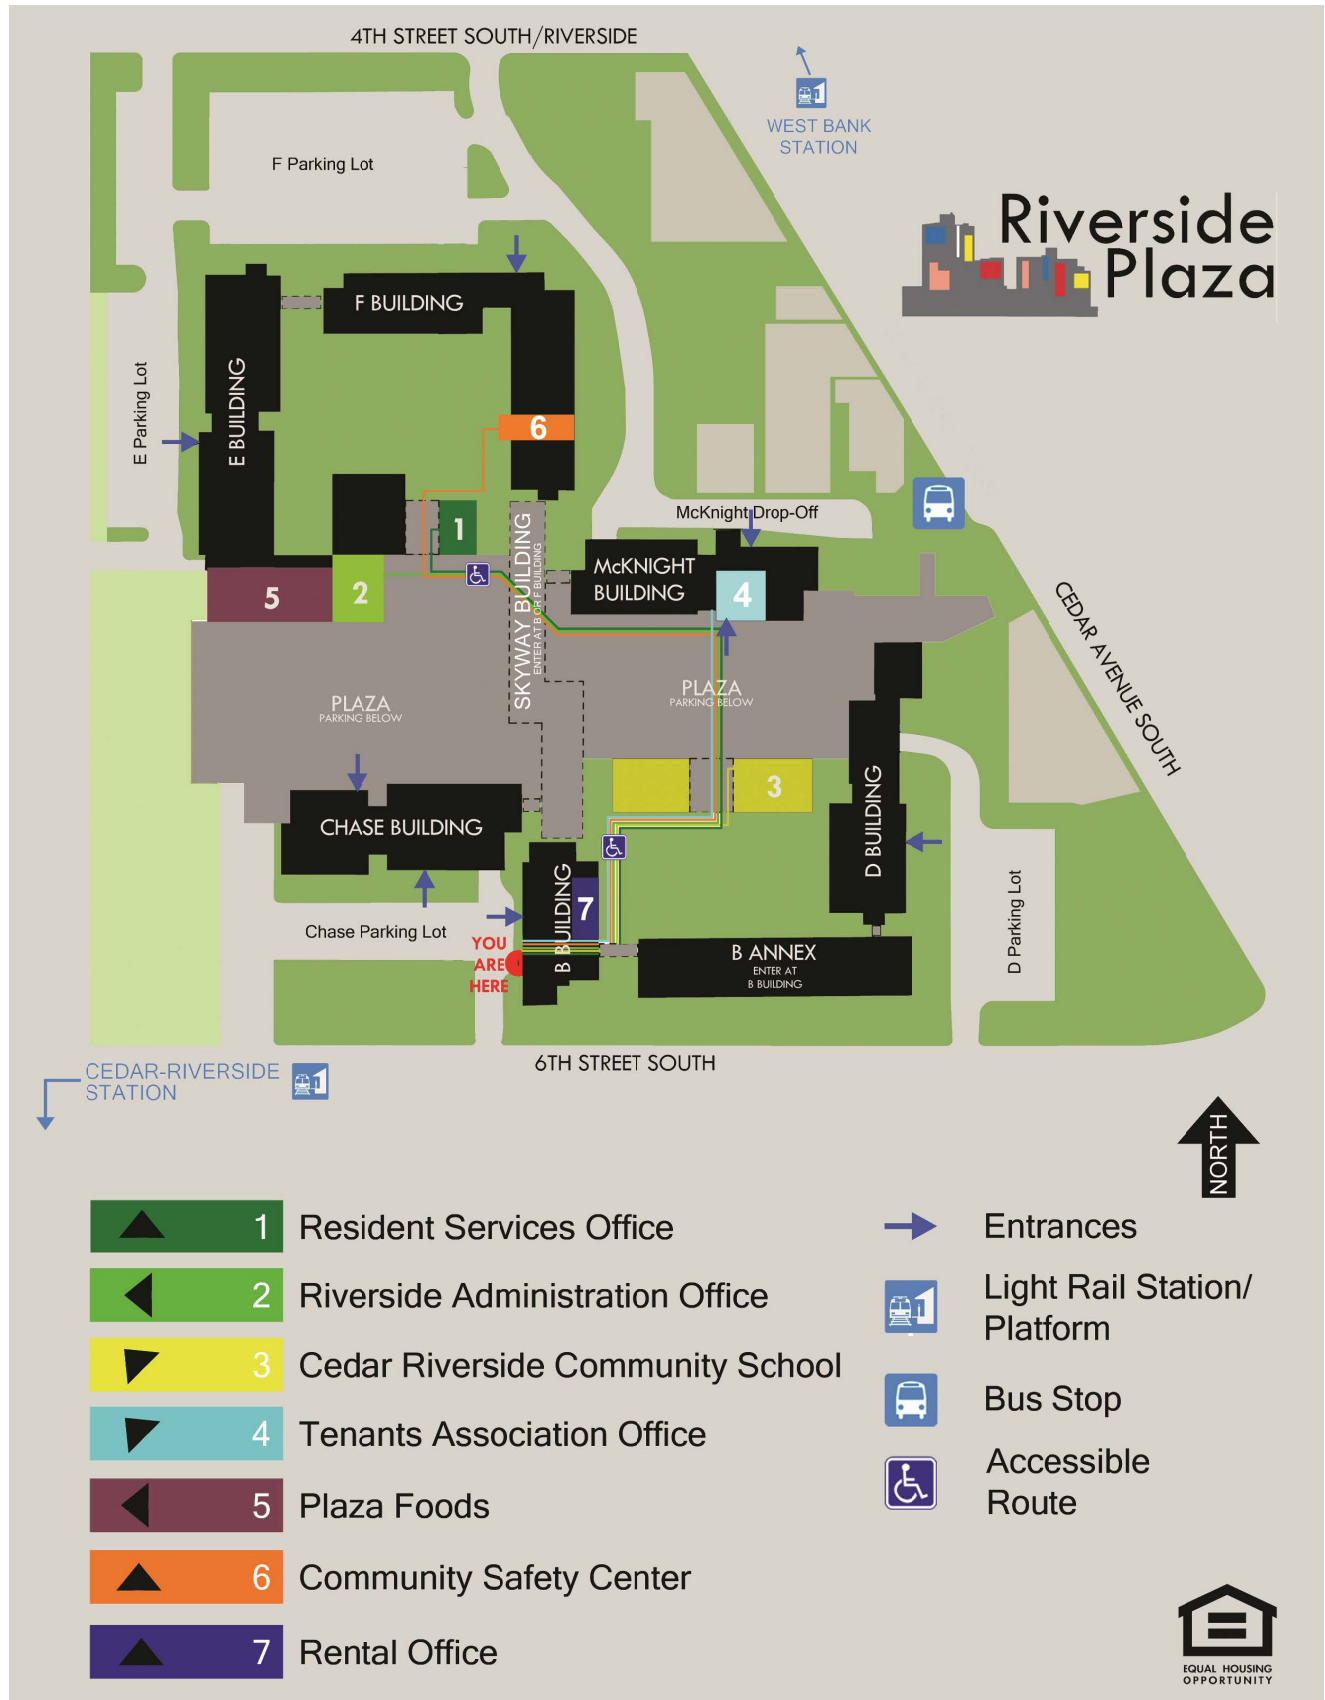 4TH STREET SOUTH/RIVERSIDE
WEST BANK
STATION
F Parking Lot
Riverside
Plaza
F BUILDING
E Parking Lot
E BUILDING
6
1
McKnight Drop-Off
SKYWAY BUILDING
ENTER AT B OR F BUILDING
McKNIGHT
BUILDING
4
5
2
CEDAR AVENUE SOUTH
PLAZA
PARKING BELOW
PLAZA
PARKING BELOW
3
CHASE BUILDING
D BUILDING
B BUILDING
7
Chase Parking Lot
YOU
ARE
HERE
B ANNEX
ENTER AT
B BUILDING
D Parking Lot
6TH STREET SOUTH
CEDAR-RIVERSIDE
STATION
NORTH
1 Resident Services Office
2 Riverside Administration Office
3 Cedar Riverside Community School
4 Tenants Association Office
5 Plaza Foods
6 Community Safety Center
7 Rental Office
Entrances
Light Rail Station/
Platform
Bus Stop
Accessible
Route
EQUAL HOUSING
OPPORTUNITY